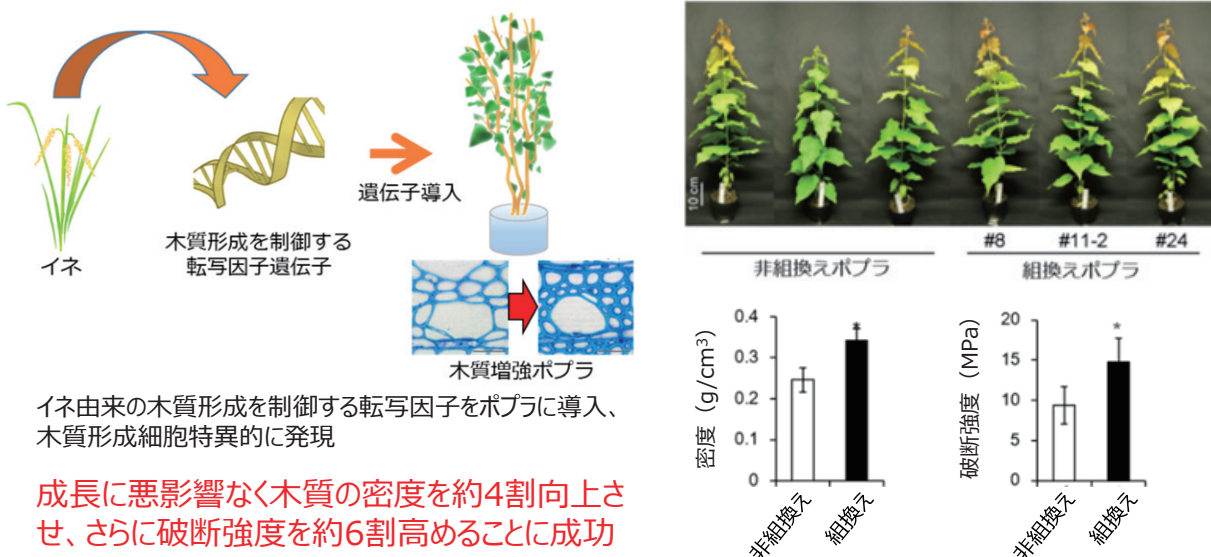 イネ
木質形成を制御する
転写因子遺伝子
遺伝子導入
木質増強ポプラ
イネ由来の木質形成を制御する転写因子をポプラに導入、
木質形成細胞特異的に発現
成長に悪影響なく木質の密度を約4割向上さ
せ、さらに破断強度を約6割高めることに成功
10 cm
#8 #11-2 #24
非組換えポプラ 組換えポプラ
密度（g/cm³）
0.4
0.3
0.2
0.1
0
*
非組換え
組換え
破断強度（MPa）
20
15
10
5
0
*
非組換え
組換え